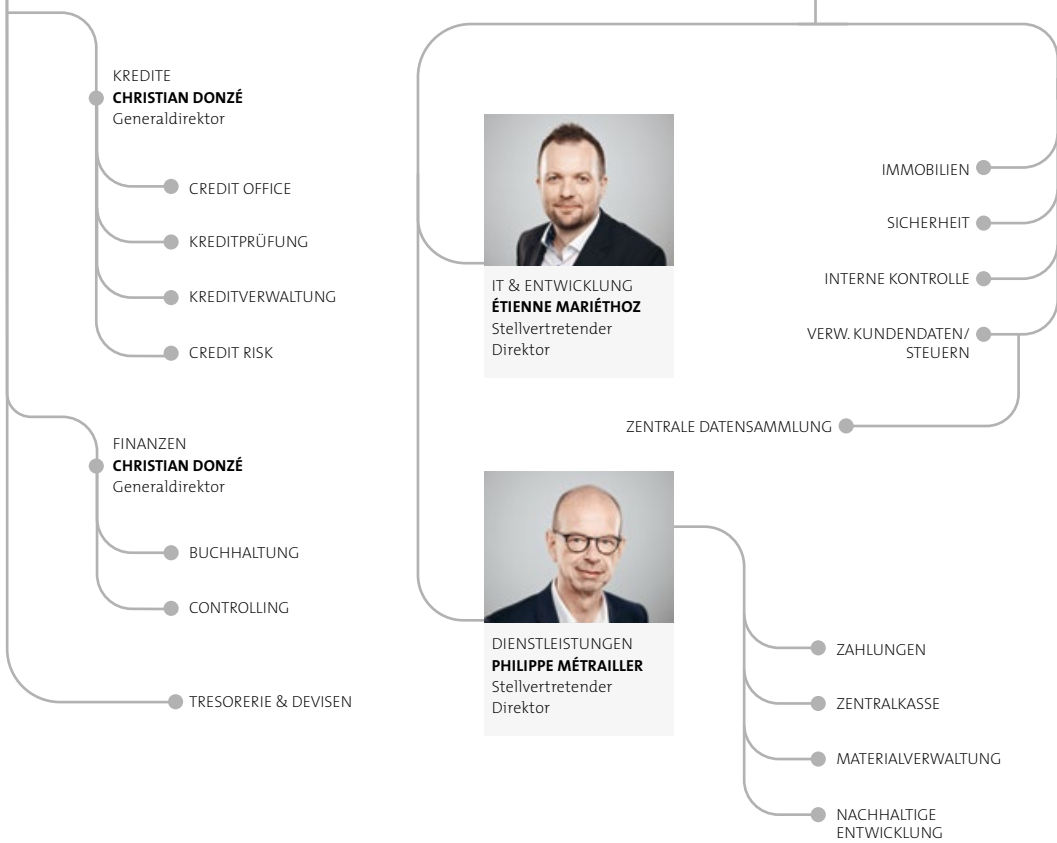 KREDITE
CHRISTIAN DONZÉ
Generaldirektor
CREDIT OFFICE
KREDITPRÜFUNG
KREDITVERWALTUNG
CREDIT RISK
FINANZEN
CHRISTIAN DONZÉ
Generaldirektor
BUCHHALTUNG
CONTROLLING
TRESORERIE & DEVISEN
IT & ENTWICKLUNG
ÉTIENNE MARIÉTHOZ
Stellvertretender
Direktor
IMMOBILIEN
SICHERHEIT
INTERNE KONTROLLE
VERW. KUNDENDATEN/
STEUERN
ZENTRALE DATENSAMMLUNG
DIENSTLEISTUNGEN
PHILIPPE MÉTRAILLER
Stellvertretender
Direktor
ZAHLUNGEN
ZENTRALKASSE
MATERIALVERWALTUNG
NACHHALTIGE
ENTWICKLUNG